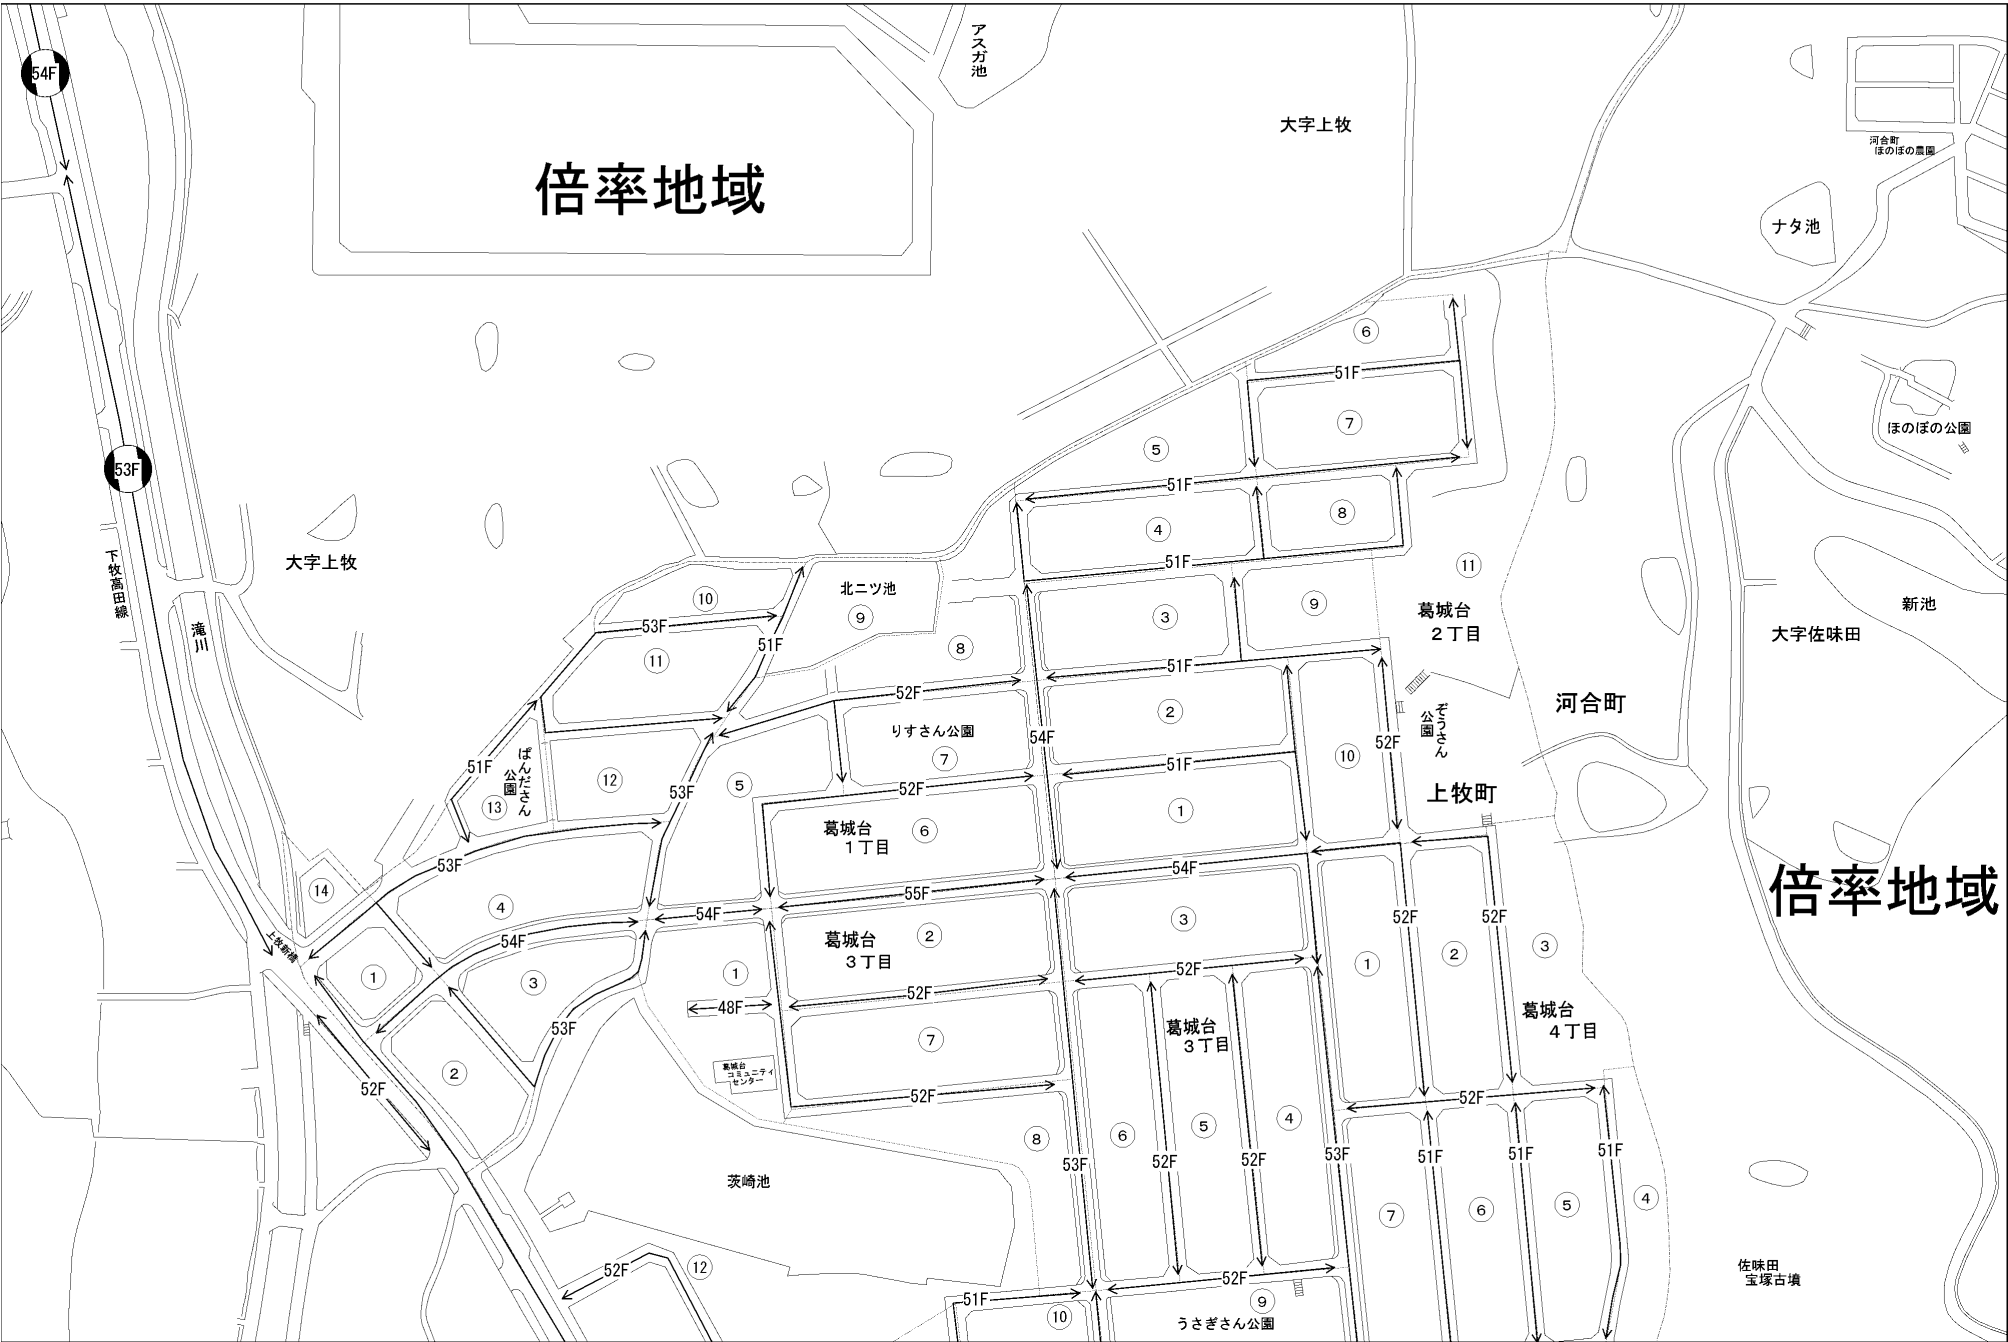 54F
アスガ池
大字上牧
河合町
ほのぼの農園
倍率地域
ナタ池
⑥
51F
⑦
ほのぼの公園
⑤
53F
51F
④
⑧
下牧高田線
大字上牧
51F
⑪
北ニツ池
⑨
⑩
53F
滝川
51F
⑪
⑧
③
⑨
葛城台
２丁目
新池
大字佐味田
51F
52F
河合町
②
りすさん公園
⑦
54F
52F
ぞうさん
公園
⑩
51F
51F
ぱんださん
公園
⑬
⑫
53F
⑤
52F
上牧町
①
葛城台
１丁目
⑥
53F
54F
倍率地域
⑭
④
55F
54F
52F
52F
③
54F
葛城台
３丁目
②
上牧新橋
①
③
①
52F
52F
①
②
③
48F
53F
葛城台
３丁目
葛城台
４丁目
⑦
葛城台
コミュニティ
センター
②
52F
52F
52F
⑧
⑥
⑤
④
53F
52F
52F
53F
51F
51F
51F
茨崎池
④
⑦
⑥
⑤
52F
⑫
52F
佐味田
宝塚古墳
51F
⑩
⑨
うさぎさん公園